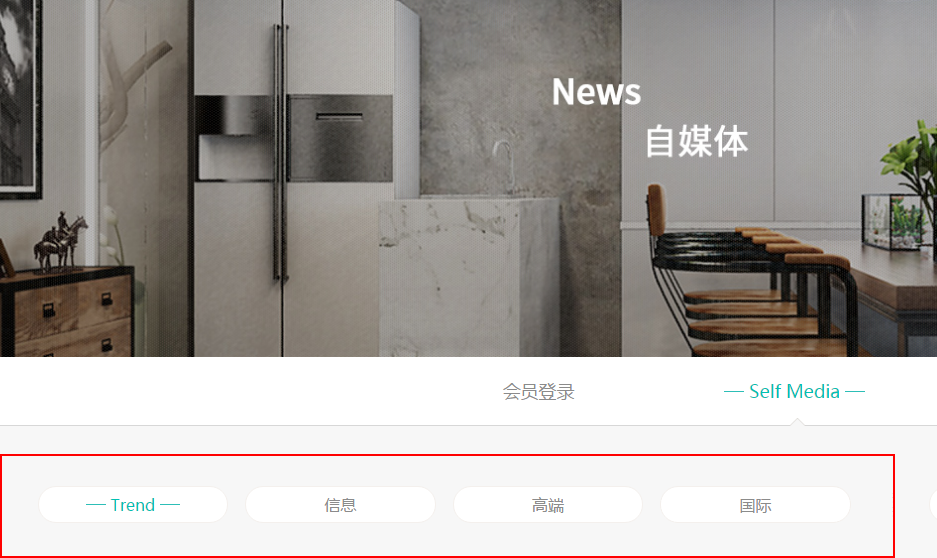 News
自媒体
会员登录
— Self Media —
— Trend —
信息
高端
国际